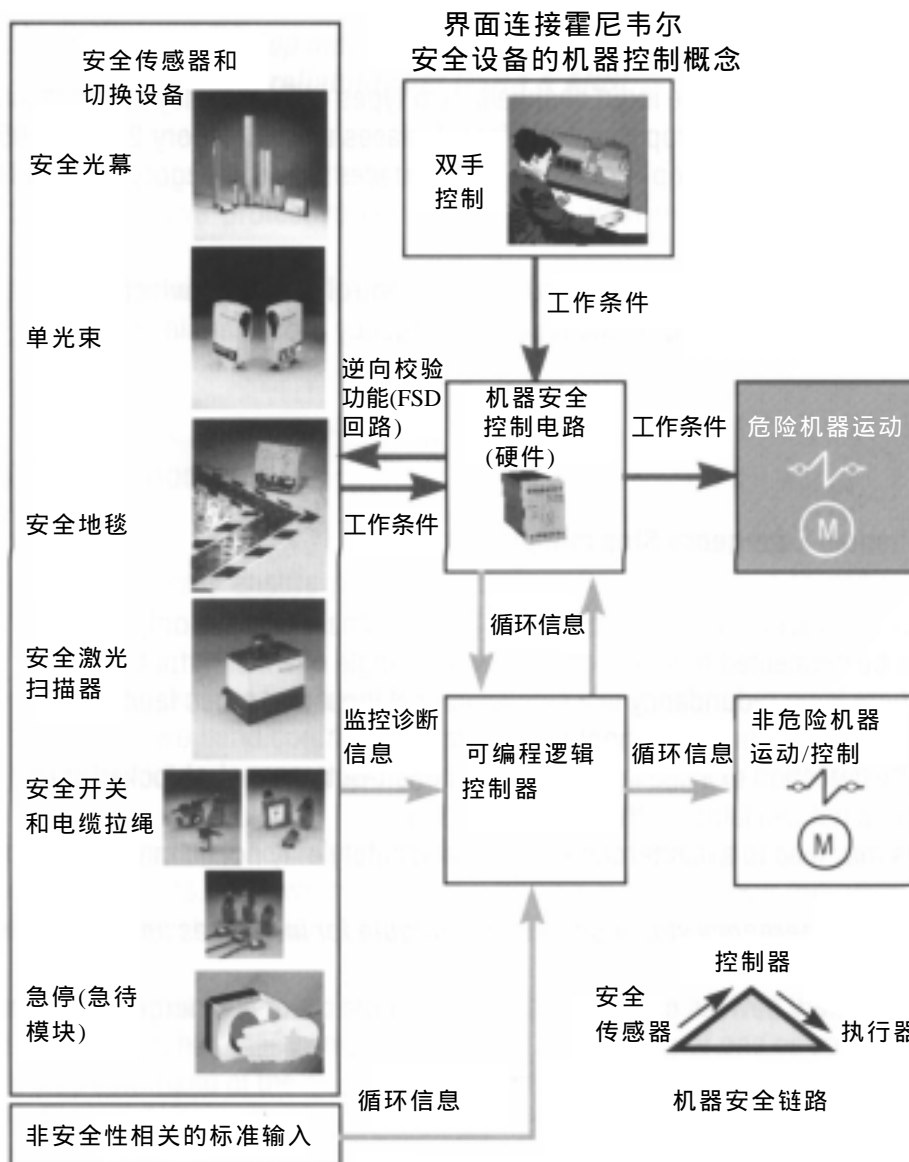 界面连接霍尼韦尔
安全设备的机器控制概念
安全传感器和
切换设备
安全光幕
单光束
安全地毯
安全激光
扫描器
安全开关
和电缆拉绳
急停(急待
模块)
非安全性相关的标准输入
双手
控制
工作条件
逆向校验
功能(FSD
回路)
工作条件
机器安全
控制电路
(硬件)
工作条件
危险机器运动
M
循环信息
监控诊断
信息
可编程逻辑
控制器
循环信息
非危险机器
运动/控制
M
循环信息
控制器
安全
传感器
执行器
机器安全链路